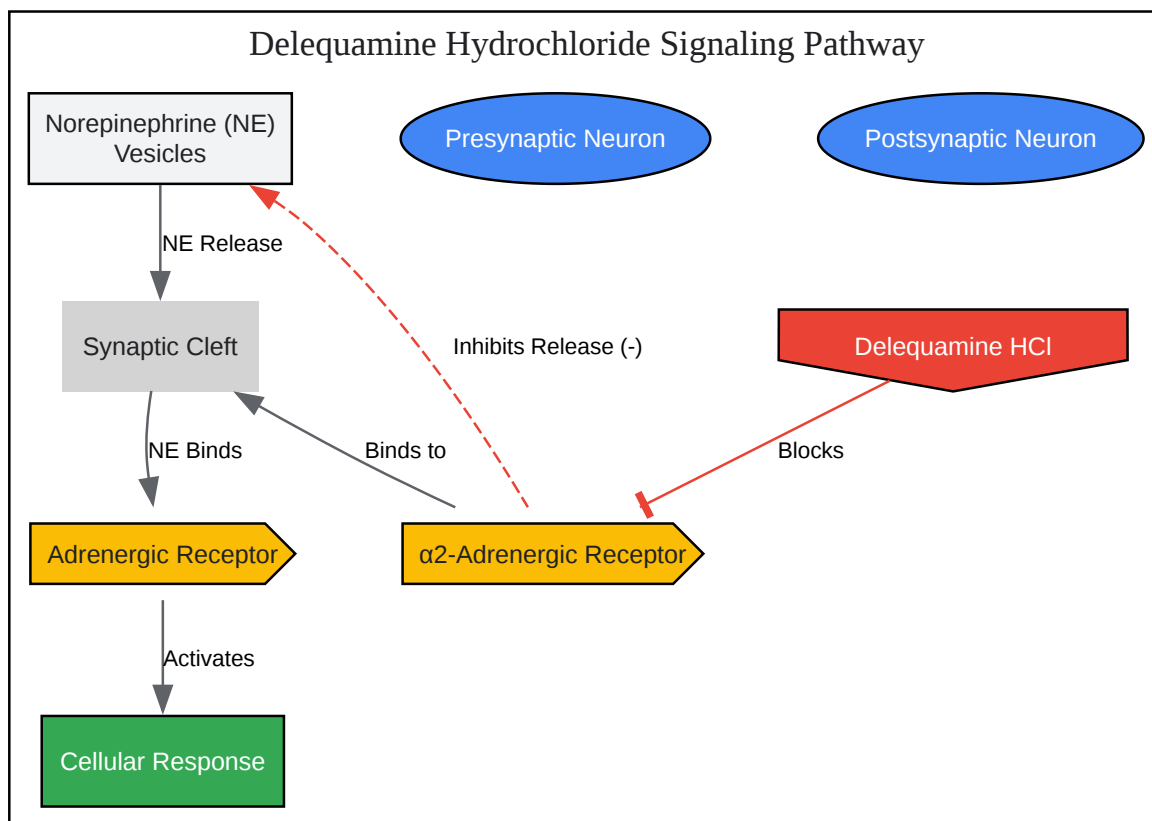 Delequamine Hydrochloride Signaling Pathway
Norepinephrine (NE)
Vesicles
Presynaptic Neuron
Postsynaptic Neuron
NE Release
Synaptic Cleft
Inhibits Release (-)
Delequamine HCl
NE Binds
Binds to
Blocks
Adrenergic Receptor
α2-Adrenergic Receptor
Activates
Cellular Response